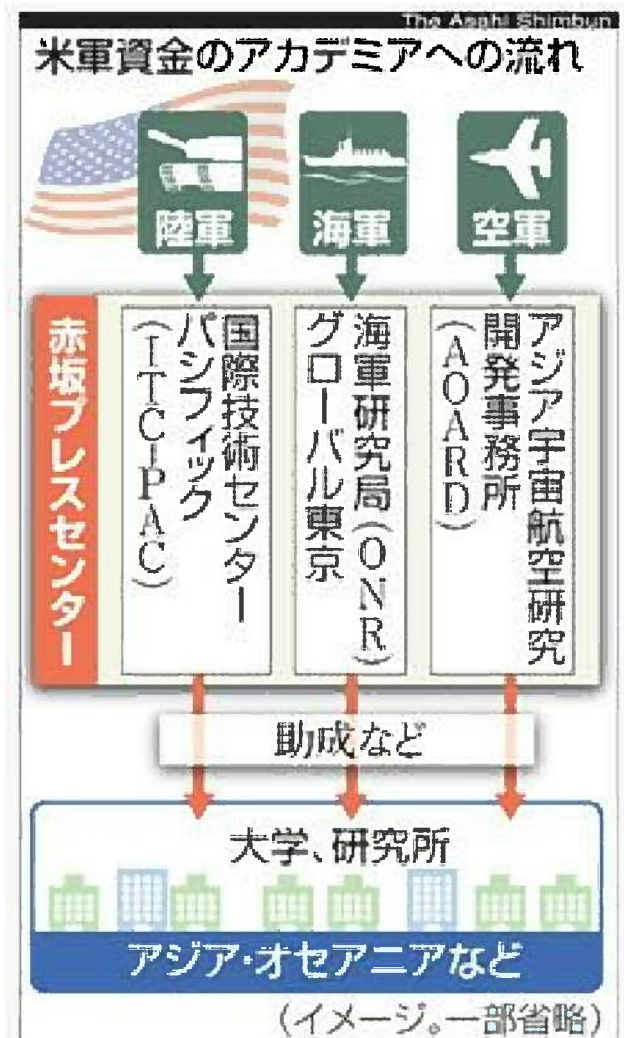 The Asahi Shimbun
米軍資金のアカデミアへの流れ
陸軍
海軍
空軍
赤坂プレスセンター
国際技術センター
パシフィック
(ITC-PAC)
海軍研究局(ONR)
グローバル東京
アジア宇宙航空研究
開発事務所
(AOARD)
助成など
大学、研究所
アジア・オセアニアなど
(イメージ。一部省略)